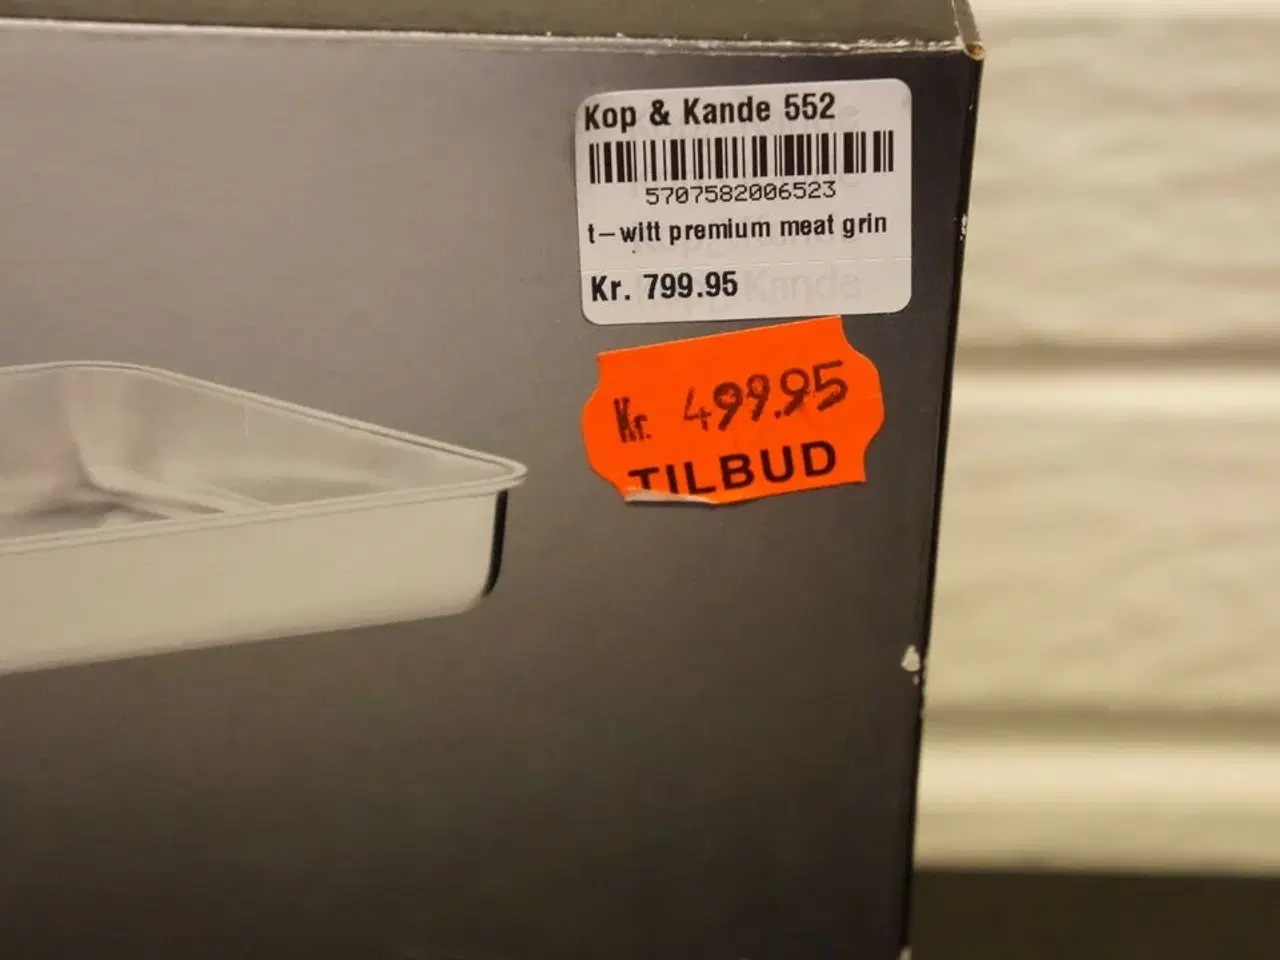 Kop & Kande 552
5707582006523
t-witt premium meat grin
Kr. 799.95
Kr. 499.95
TILBUD